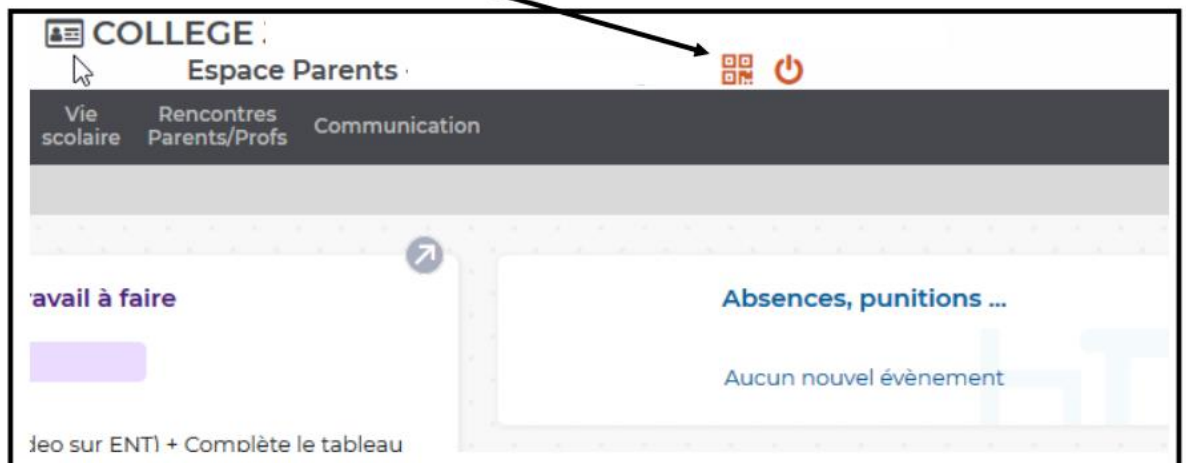 COLLEGE
Espace Parents
Vie scolaire
Rencontres Parents/Profs
Communication
avail à faire
Absences, punitions ...
Aucun nouvel évènement
deo sur ENT) + Complète le tableau